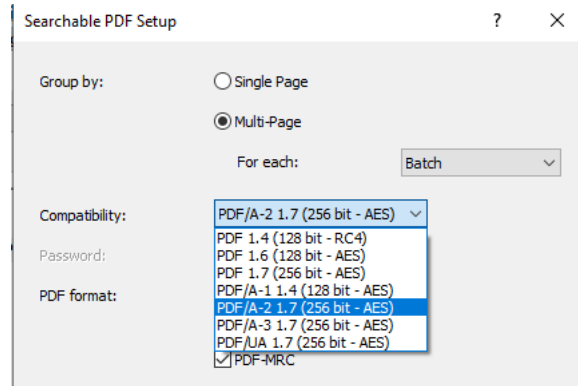 Searchable PDF Setup ? ×
Group by: Single Page
Multi-Page
For each: Batch
Compatibility: PDF/A-2 1.7 (256 bit - AES)
PDF 1.4 (128 bit - RC4)
Password: PDF 1.6 (128 bit - AES)
PDF 1.7 (256 bit - AES)
PDF format: PDF/A-1 1.4 (128 bit - AES)
PDF/A-2 1.7 (256 bit - AES)
PDF/A-3 1.7 (256 bit - AES)
PDF/UA 1.7 (256 bit - AES)
PDF-MRC